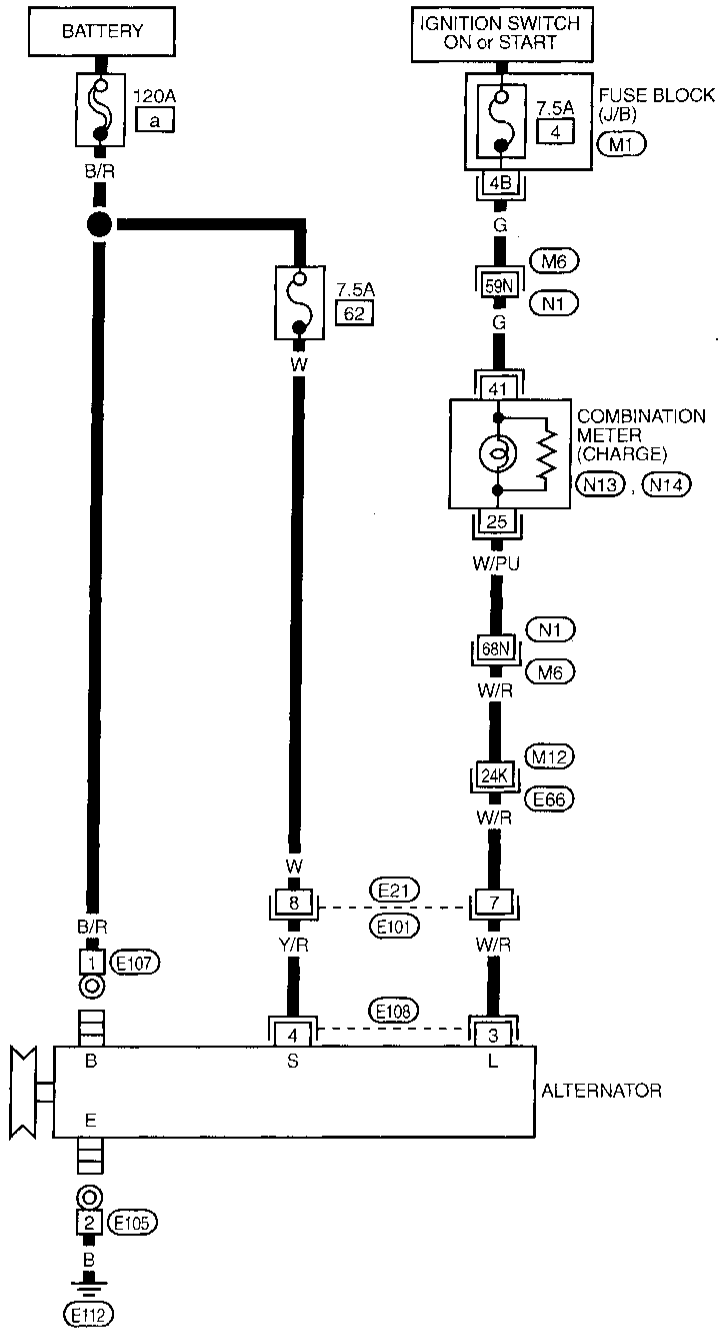 BATTERY
IGNITION SWITCH
ON or START
120A
a
7.5A
4
FUSE BLOCK
(J/B)
M1
B/R
4B
G
M6
59N
N1
7.5A
62
G
W
41
COMBINATION
METER
(CHARGE)
N13 , N14
25
W/PU
N1
68N
M6
W/R
M12
24K
E66
W/R
W
8
E21
7
E101
B/R
Y/R
W/R
1
E107
E108
4
3
B
S
L
ALTERNATOR
E
2
E105
B
E112